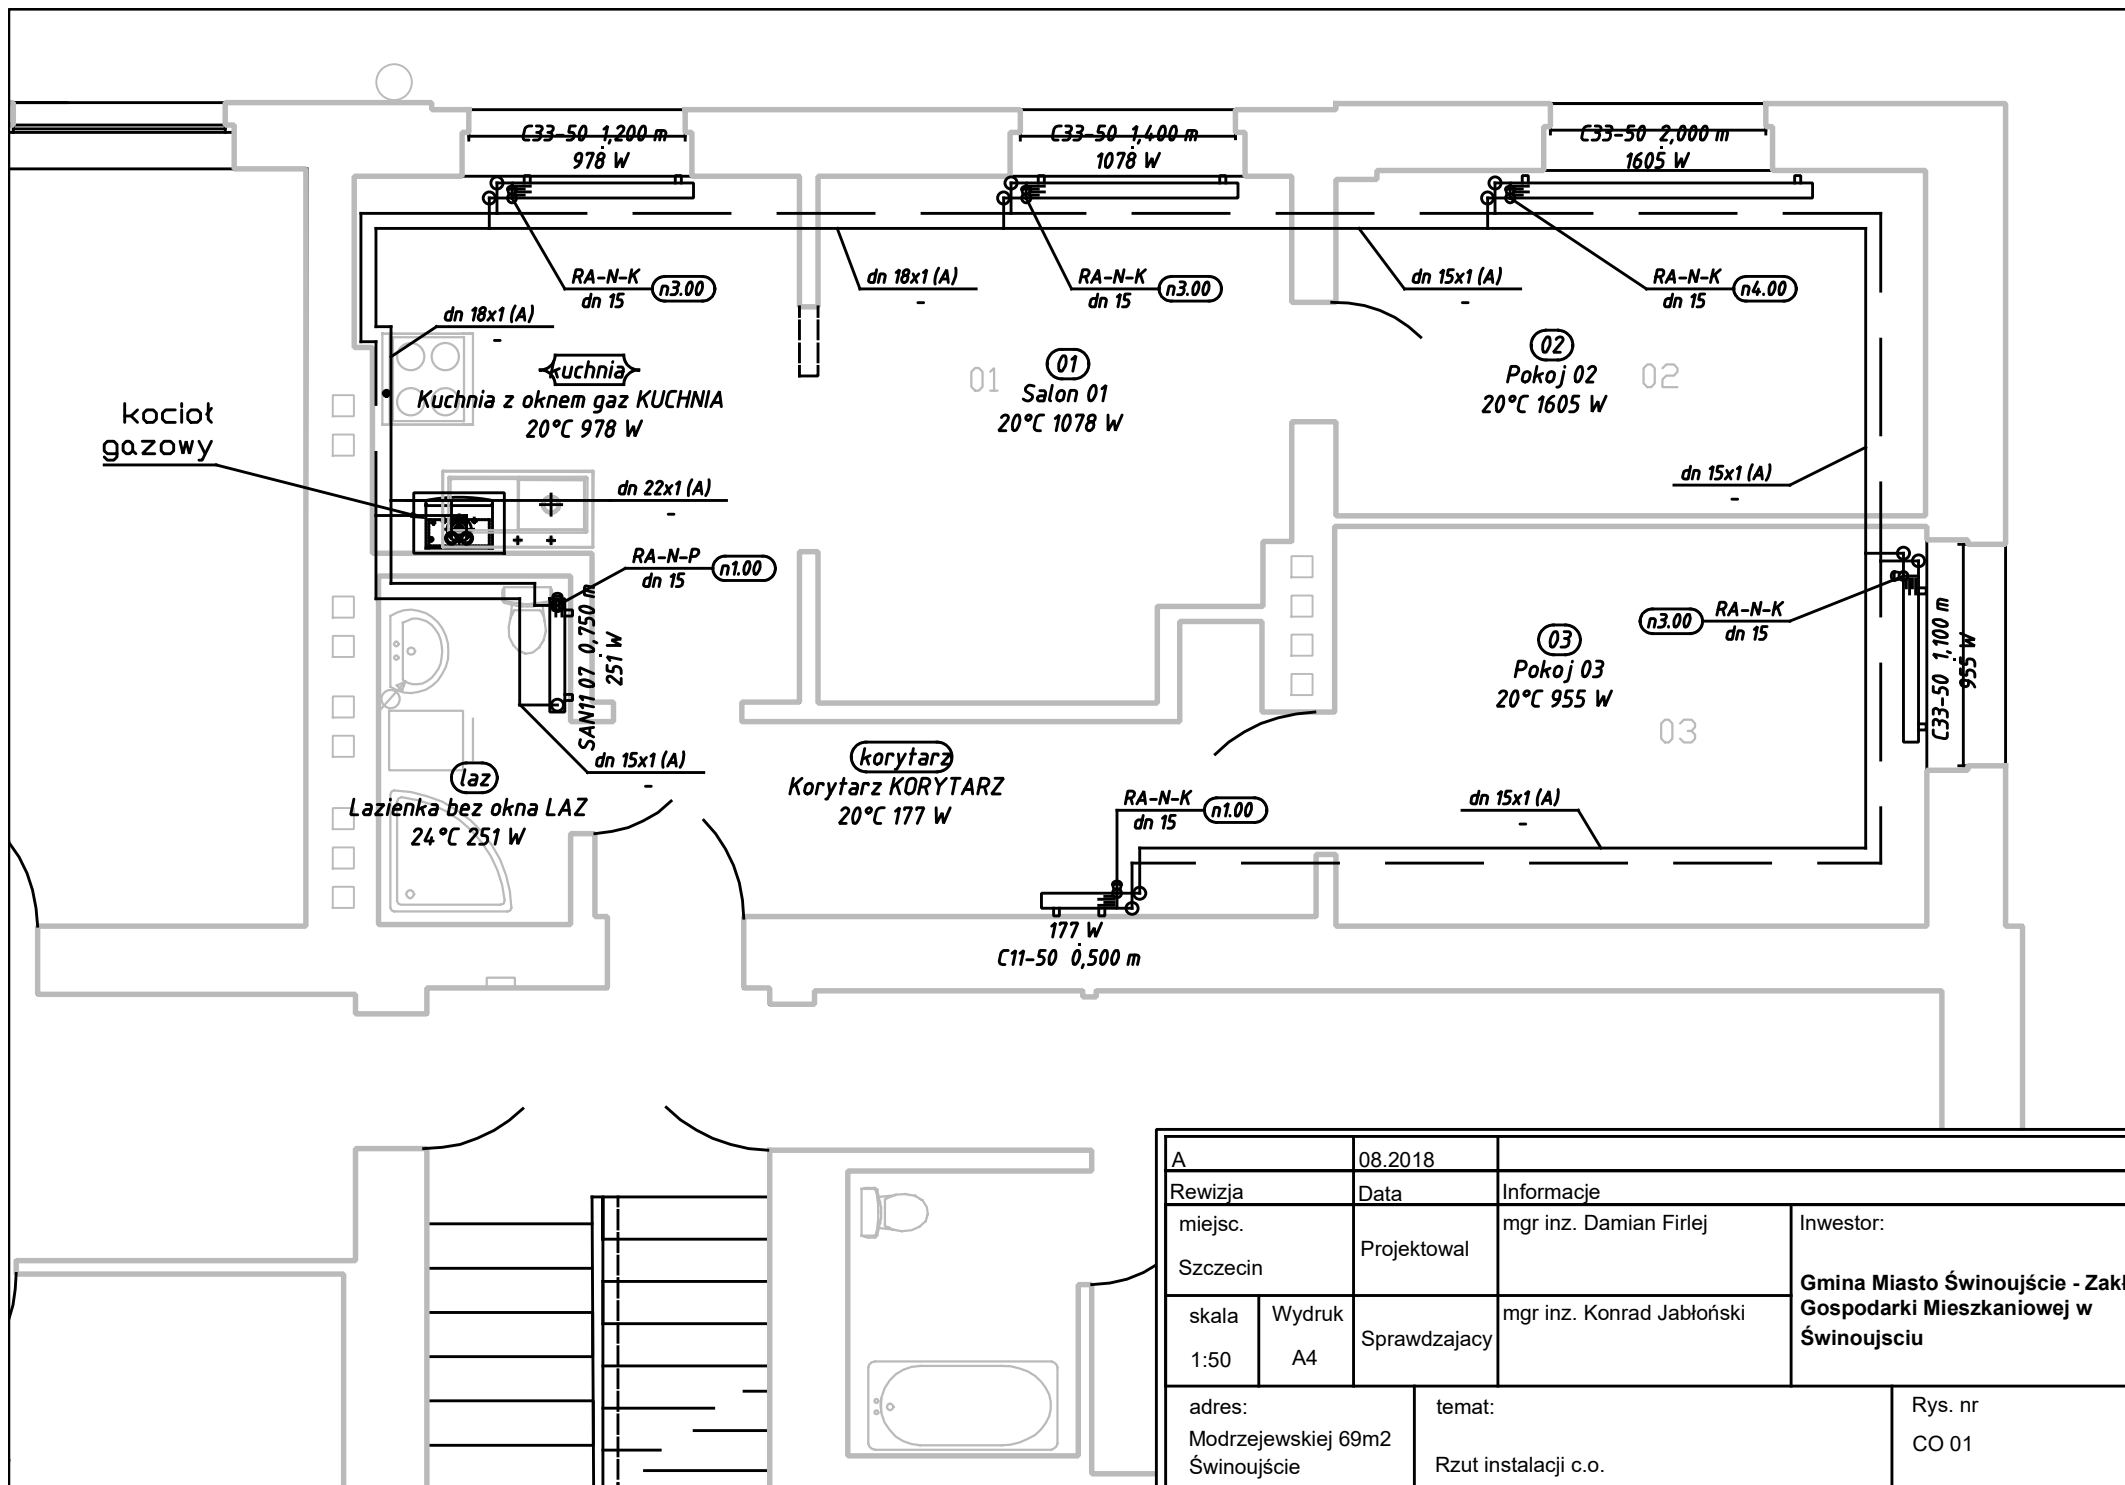 C33-50 1,200 m
978 W
C33-50 1,400 m
1078 W
C33-50 2,000 m
1605 W
RA-N-K
dn 15
n3.00
dn 18x1 (A)
-
RA-N-K
dn 15
n3.00
dn 15x1 (A)
-
RA-N-K
dn 15
n4.00
dn 18x1 (A)
-
kuchnia
Kuchnia z oknem gaz KUCHNIA
20°C 978 W
01
01
Salon 01
20°C 1078 W
02
Pokoj 02
20°C 1605 W
02
kocioł
gazowy
dn 22x1 (A)
-
dn 15x1 (A)
-
RA-N-P
dn 15
n1.00
SAN11 07 0,750 m
251 W
n3.00
RA-N-K
dn 15
C33-50 1,100 m
955 W
03
Pokoj 03
20°C 955 W
03
dn 15x1 (A)
-
laz
Lazienka bez okna LAZ
24°C 251 W
korytarz
Korytarz KORYTARZ
20°C 177 W
RA-N-K
dn 15
n1.00
dn 15x1 (A)
-
177 W
C11-50 0,500 m
A 08.2018
Rewizja Data Informacje
miejsc.
Szczecin
Projektowal
mgr inz. Damian Firlej
Inwestor:
Gmina Miasto Świnoujście -
Gospodarki Mieszkaniowej w
Świnoujsciu
skala
1:50
Wydruk
A4
Sprawdzajacy
mgr inz. Konrad Jabłoński
adres:
Modrzejewskiej 69m2
Świnoujście
temat:
Rzut instalacji c.o.
Rys. nr
CO 01